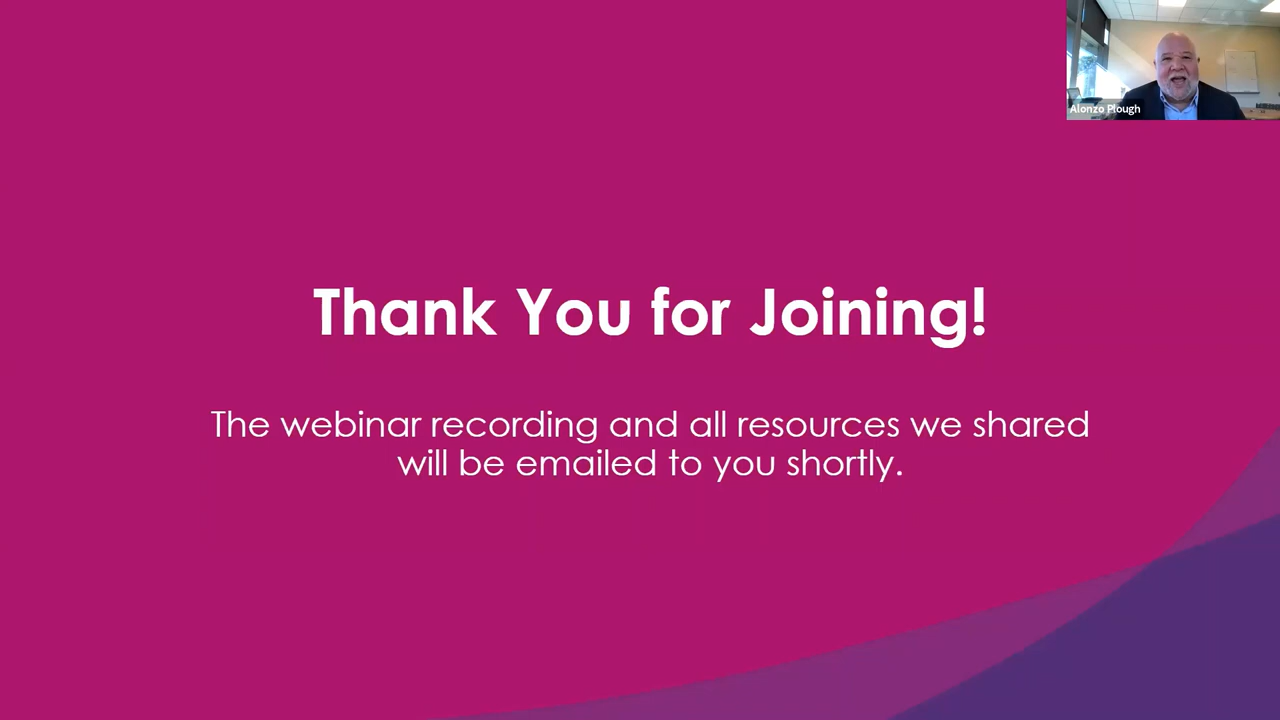 Alonzo Plough
Thank You for Joining!
The webinar recording and all resources we shared
will be emailed to you shortly.